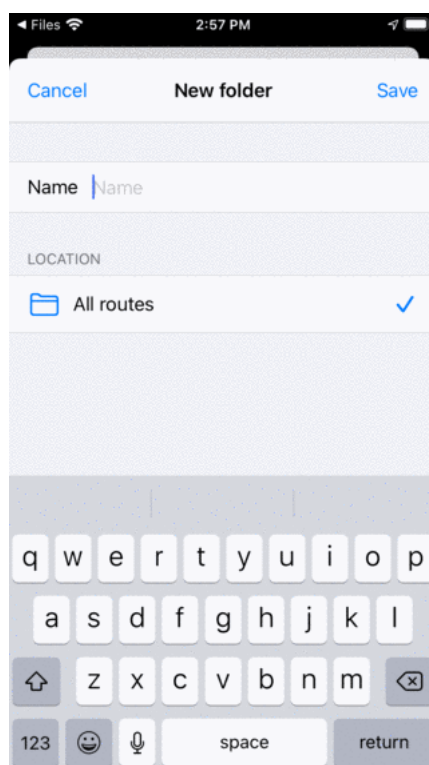 Files 2:57 PM
Cancel New folder Save
Name Name
LOCATION
All routes
q w e r t y u i o p
a s d f g h j k l
z x c v b n m
123 space return